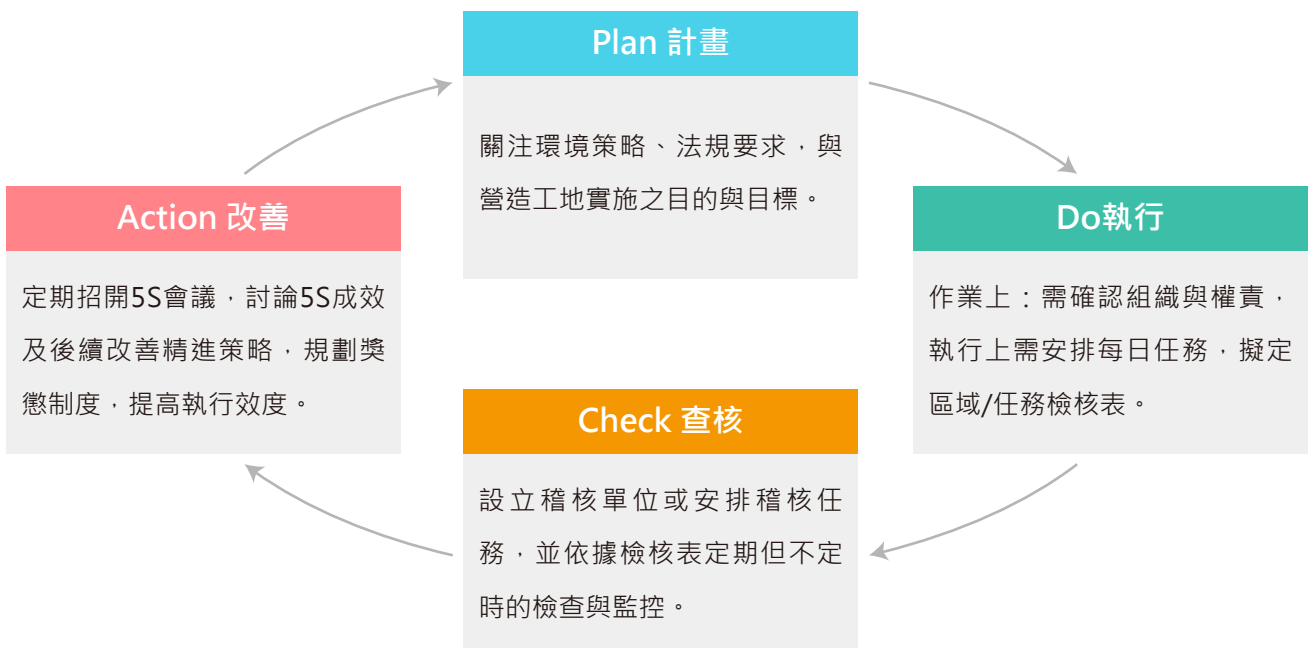 Plan 計畫
關注環境策略、法規要求，與
營造工地實施之目的與目標。
Do執行
作業上：需確認組織與權責，
執行上需安排每日任務，擬定
區域/任務檢核表。
Check 查核
設立稽核單位或安排稽核任
務，並依據檢核表定期但不定
時的檢查與監控。
Action 改善
定期招開5S會議，討論5S成效
及後續改善精進策略，規劃獎
懲制度，提高執行效度。